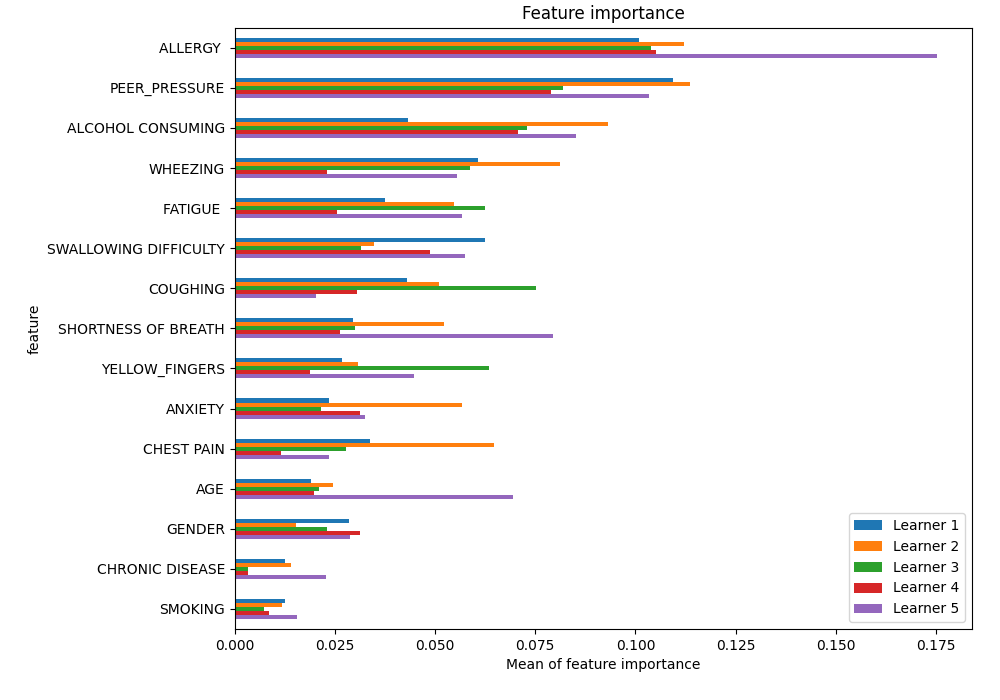 Feature importance
ALLERGY
PEER_PRESSURE
ALCOHOL CONSUMING
WHEEZING
FATIGUE
SWALLOWING DIFFICULTY
COUGHING
SHORTNESS OF BREATH
YELLOW_FINGERS
ANXIETY
CHEST PAIN
AGE
GENDER
CHRONIC DISEASE
SMOKING
feature
Learner 1
Learner 2
Learner 3
Learner 4
Learner 5
0.000 0.025 0.050 0.075 0.100 0.125 0.150 0.175
Mean of feature importance